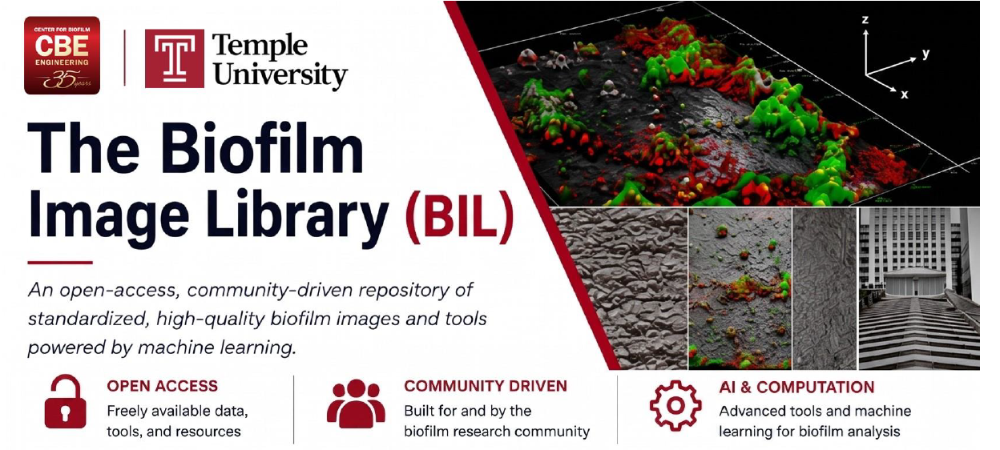 CENTER FOR BIOFILM
CBE
ENGINEERING
35 years
Temple
University
The Biofilm
Image Library (BIL)
An open-access, community-driven repository of
standardized, high-quality biofilm images and tools
powered by machine learning.
z
y
x
OPEN ACCESS
Freely available data,
tools, and resources
COMMUNITY DRIVEN
Built for and by the
biofilm research community
AI & COMPUTATION
Advanced tools and machine
learning for biofilm analysis